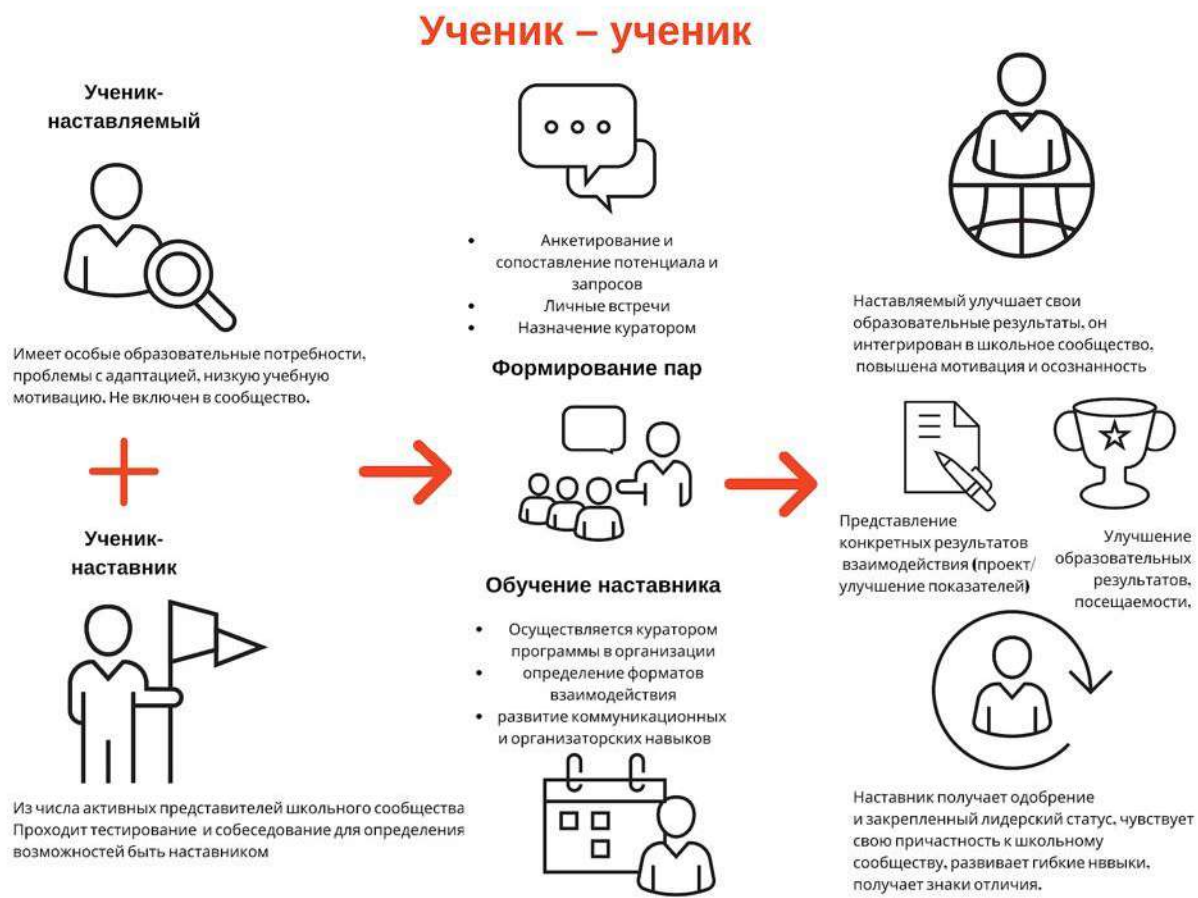 Ученик – ученик
Ученик-
наставляемый
Имеет особые образовательные потребности,
проблемы с адаптацией, низкую учебную
мотивацию. Не включен в сообщество.
Ученик-
наставник
Из числа активных представителей школьного сообщества
Проходит тестирование и собеседование для определения
возможностей быть наставником
• Анкетирование и
сопоставление потенциала и
запросов
• Личные встречи
• Назначение куратором
Формирование пар
Обучение наставника
• Осуществляется куратором
программы в организации
• определение форматов
взаимодействия
• развитие коммуникационных
и организаторских навыков
Наставляемый улучшает свои
образовательные результаты, он
интегрирован в школьное сообщество,
повышена мотивация и осознанность
Представление
конкретных результатов
взаимодействия (проект/
улучшение показателей)
Улучшение
образовательных
результатов,
посещаемости,
Наставник получает одобрение
и закрепленный лидерский статус, чувствует
свою причастность к школьному
сообществу, развивает гибкие нввыки,
получает знаки отличия.